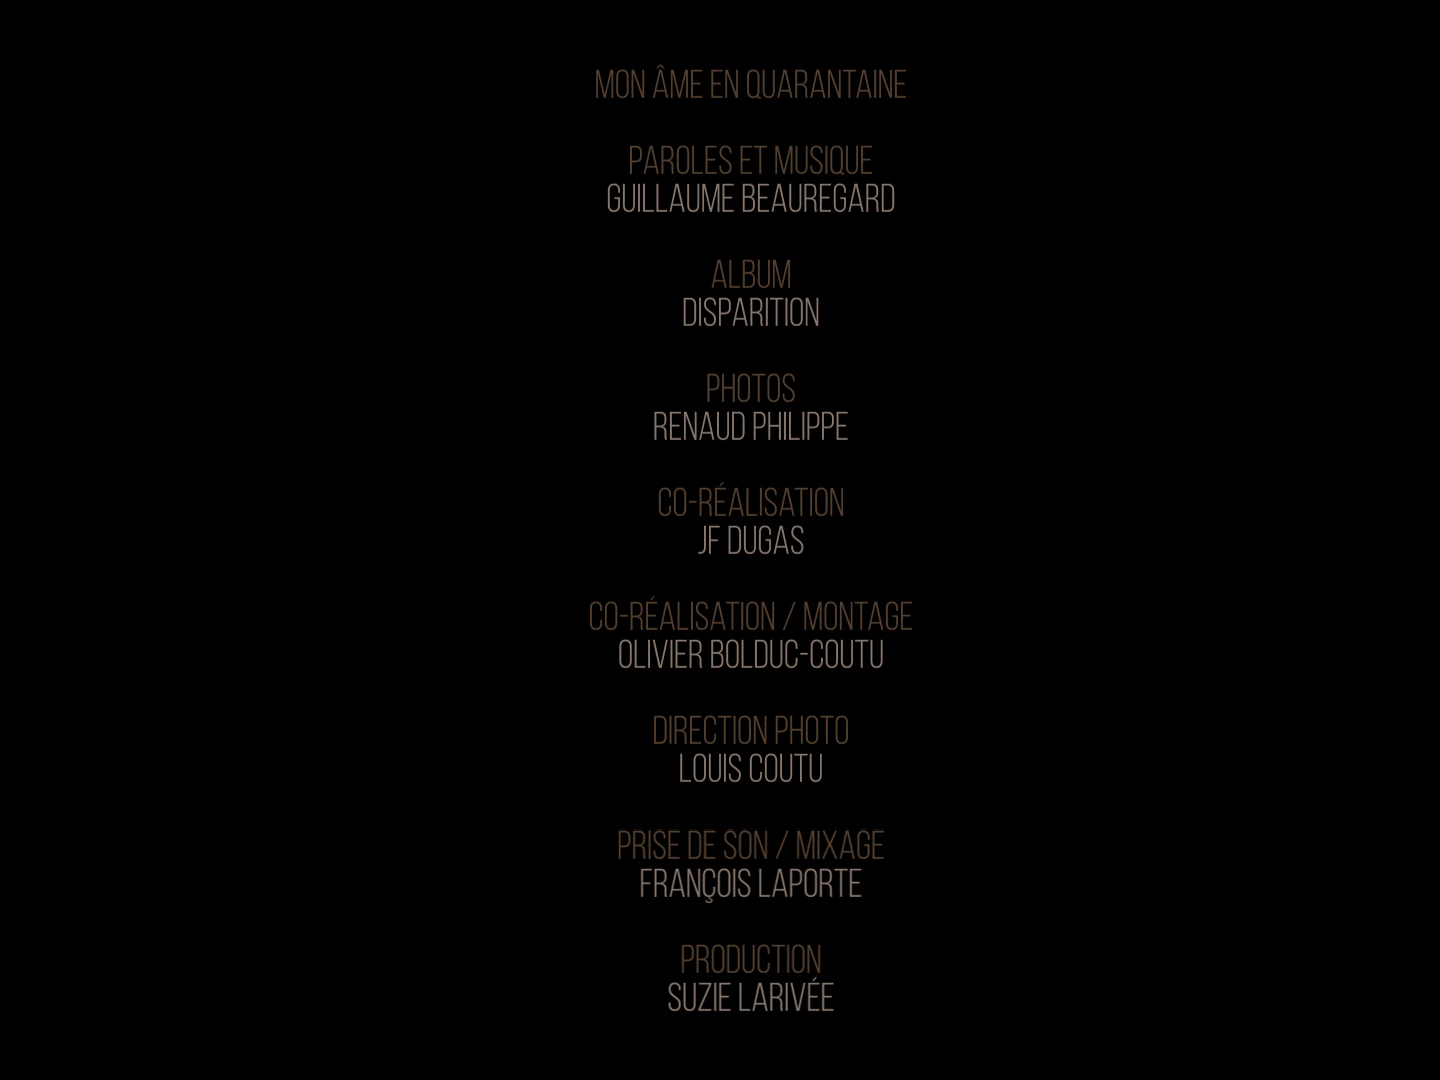 MON ÂME EN QUARANTAINE
PAROLES ET MUSIQUE
GUILLAUME BEAUREGARD
ALBUM
DISPARITION
PHOTOS
RENAUD PHILIPPE
CO-RÉALISATION
JF DUGAS
CO-RÉALISATION / MONTAGE
OLIVIER BOLDUC-COUTU
DIRECTION PHOTO
LOUIS COUTU
PRISE DE SON / MIXAGE
FRANÇOIS LAPORTE
PRODUCTION
SUZIE LARIVÉE